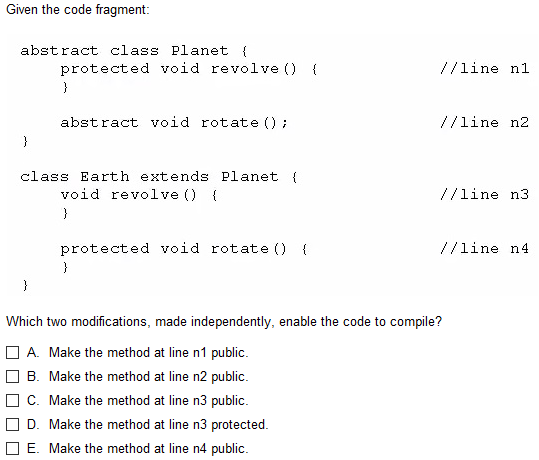 Given the code fragment:
abstract class Planet {
    protected void revolve() {                //line n1
    }
    abstract void rotate();                   //line n2
}
class Earth extends Planet {
    void revolve() {                          //line n3
    }
    protected void rotate() {                 //line n4
    }
}
Which two modifications, made independently, enable the code to compile?
A. Make the method at line n1 public.
B. Make the method at line n2 public.
C. Make the method at line n3 public.
D. Make the method at line n3 protected.
E. Make the method at line n4 public.